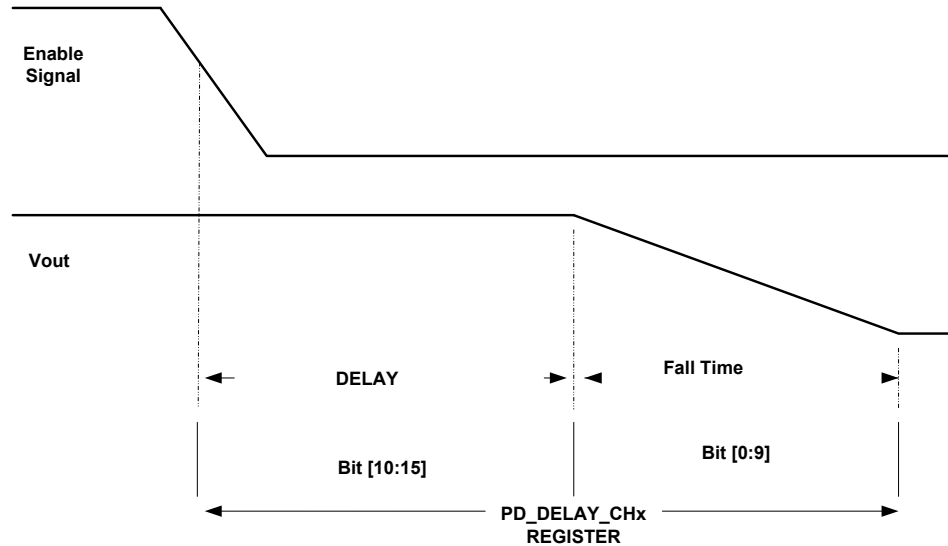 Enable
Signal
Vout
DELAY
Fall Time
Bit [10:15]
Bit [0:9]
PD_DELAY_CHx
REGISTER